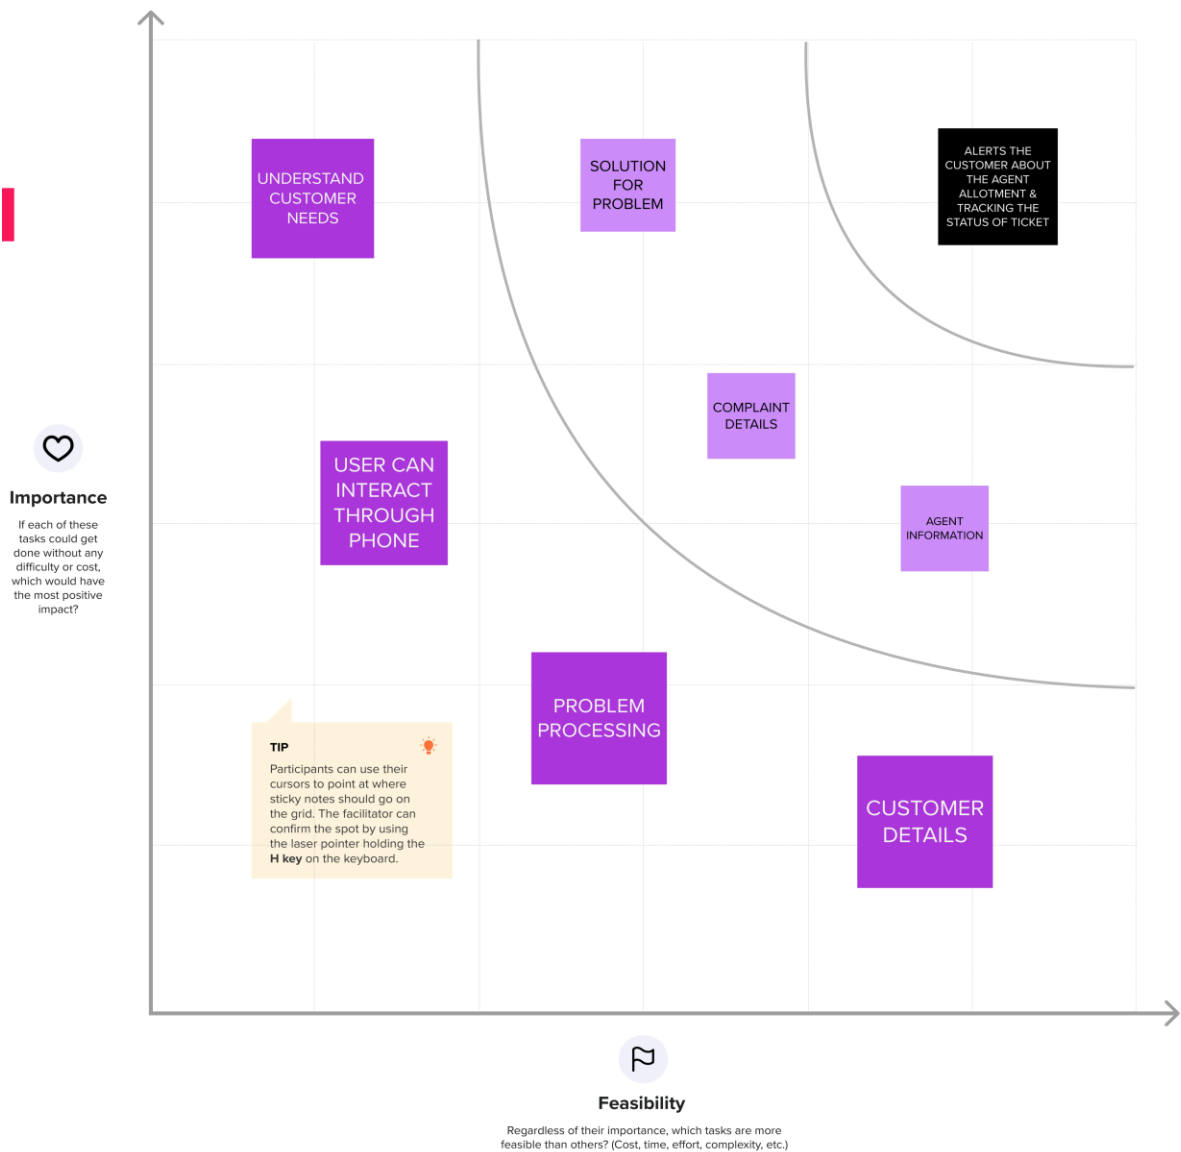 UNDERSTAND
CUSTOMER
NEEDS
SOLUTION
FOR
PROBLEM
ALERTS THE
CUSTOMER ABOUT
THE AGENT
ALLOTMENT &
TRACKING THE
STATUS OF TICKET
COMPLAINT
DETAILS
USER CAN
INTERACT
THROUGH
PHONE
AGENT
INFORMATION
Importance
If each of these
tasks could get
done without any
difficulty or cost,
which would have
the most positive
impact?
PROBLEM
PROCESSING
TIP
Participants can use their
cursors to point at where
sticky notes should go on
the grid. The facilitator can
confirm the spot by using
the laser pointer holding the
H key on the keyboard.
CUSTOMER
DETAILS
Feasibility
Regardless of their importance, which tasks are more
feasible than others? (Cost, time, effort, complexity, etc.)